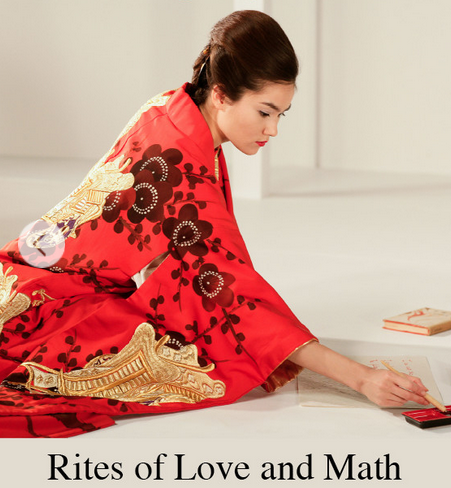 Rites of Love and Math